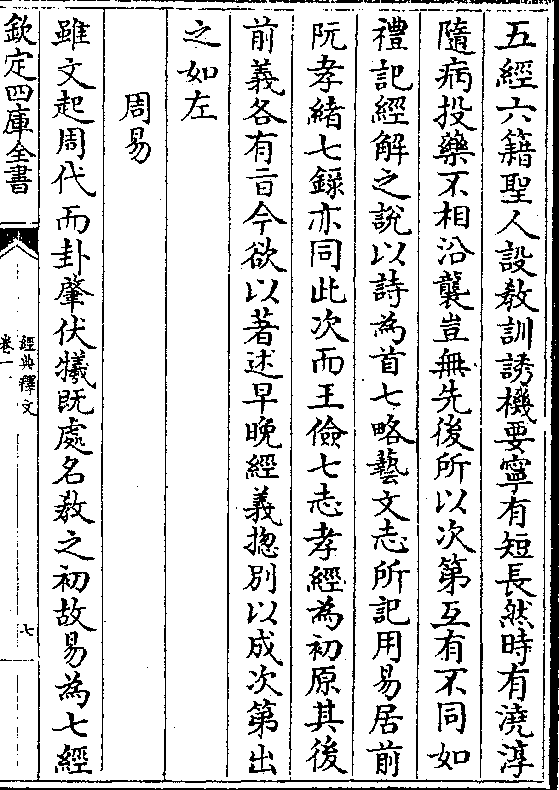 五經六籍聖人設教訓誘機要寧有短長然時有澆淳
隨病投藥不相沿襲豈無先後所以次第互有不同如
禮記經解之說以詩為首七略藝文志所記用易居前
阮孝緒七錄亦同此次而王儉七志孝經為初原其後
前義各有旨今欲以著述早晚經義揔别以成次第出
之如左
周易
雖文起周代而卦肇伏犧既處名教之初故易為七經
欽定四庫全書
經典釋文
卷一
七